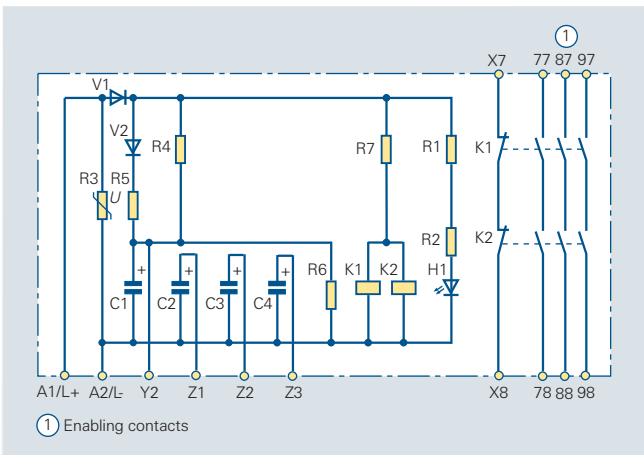 1
X7 77 87 97
V1
V2
R4 R7 R1 K1
R3 R5
U
R2 K2
R6 K1 K2 H1
+ + + +
C1 C2 C3 C4
A1/L+ A2/L- Y2 Z1 Z2 Z3 X8 78 88 98
1 Enabling contacts